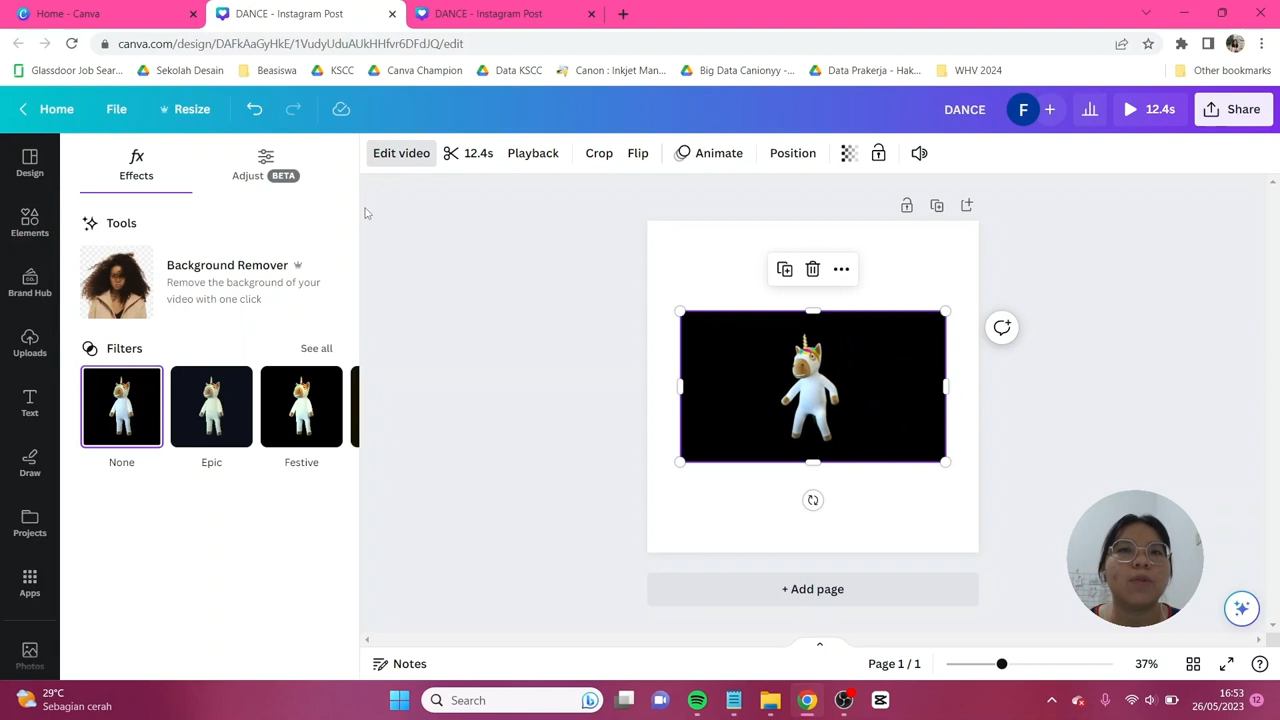 Home - Canva
DANCE - Instagram Post
DANCE - Instagram Post
canva.com/design/DAFkAaGyHkE/1VudyUduAUkHHfvr6DFdJQ/edit
Glassdoor Job Sear...
Sekolah Desain
Beasiswa
KSCC
Canva Champion
Data KSCC
Canon : Inkjet Man...
Big Data Canionyy -...
Data Prakerja - Hak...
WHV 2024
Other bookmarks
Home
File
Resize
DANCE
F
12.4s
Share
Design
Elements
Brand Hub
Uploads
Text
Draw
Projects
Apps
Photos
fx
Effects
Adjust BETA
Tools
Background Remover
Remove the background of your
video with one click
Filters
See all
None
Epic
Festive
Edit video
12.4s
Playback
Crop
Flip
Animate
Position
+ Add page
Notes
Page 1 / 1
37%
29°C
Sebagian cerah
Search
16:53
26/05/2023
12